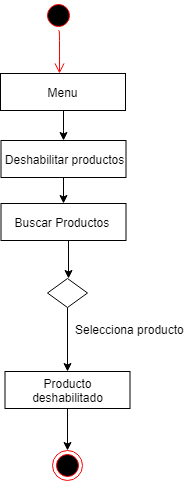 Menu
Deshabilitar productos
Buscar Productos
Selecciona producto
Producto
deshabilitado